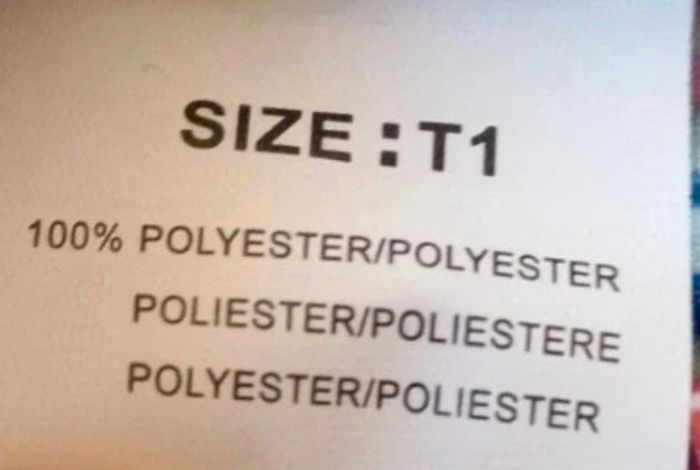 SIZE : T1
100% POLYESTER/POLYESTER
POLIESTER/POLIESTERE
POLYESTER/POLIESTER